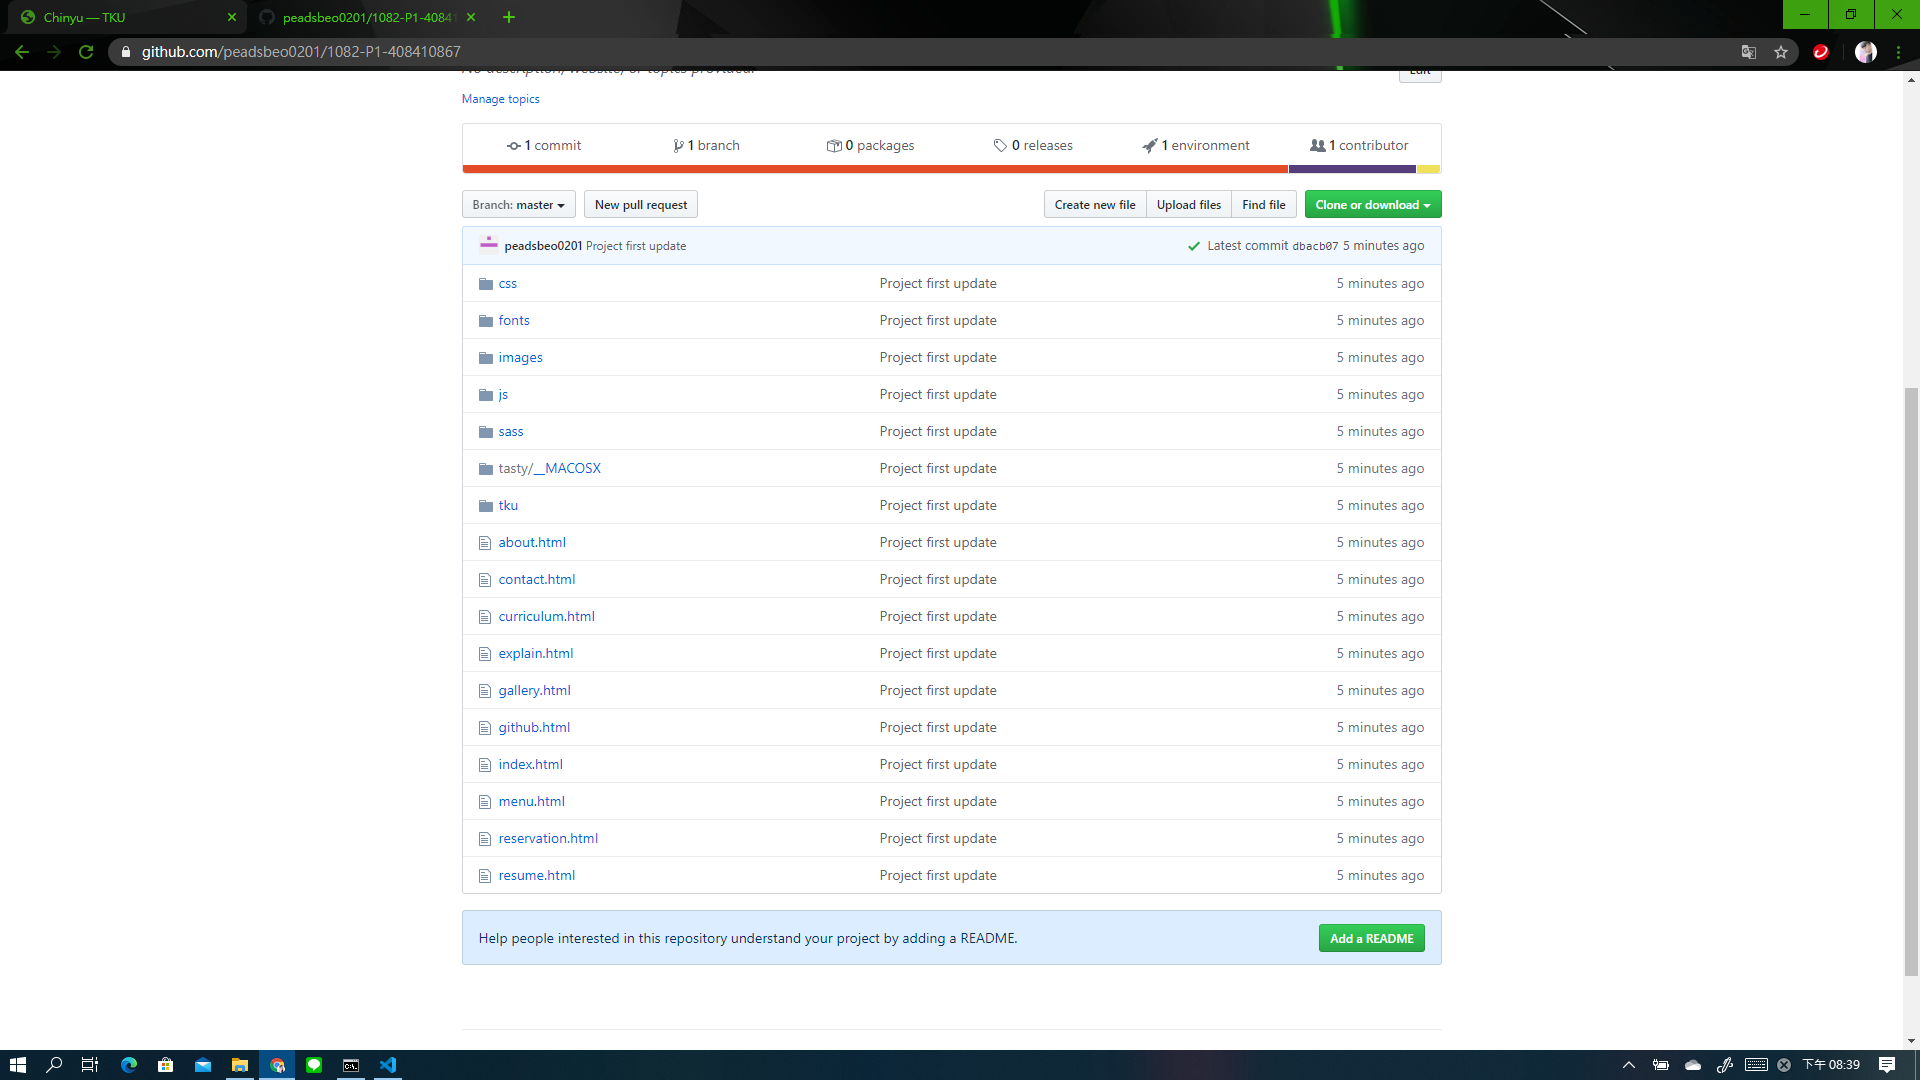 Chinyu — TKU
peadsbeo0201/1082-P1-40841
github.com/peadsbeo0201/1082-P1-408410867
No description, website, or topics provided.
Edit
Manage topics
1 commit
1 branch
0 packages
0 releases
1 environment
1 contributor
Branch: master
New pull request
Create new file
Upload files
Find file
Clone or download
peadsbeo0201 Project first update
Latest commit dbacb07 5 minutes ago
css Project first update 5 minutes ago
fonts Project first update 5 minutes ago
images Project first update 5 minutes ago
js Project first update 5 minutes ago
sass Project first update 5 minutes ago
tasty/__MACOSX Project first update 5 minutes ago
tku Project first update 5 minutes ago
about.html Project first update 5 minutes ago
contact.html Project first update 5 minutes ago
curriculum.html Project first update 5 minutes ago
explain.html Project first update 5 minutes ago
gallery.html Project first update 5 minutes ago
github.html Project first update 5 minutes ago
index.html Project first update 5 minutes ago
menu.html Project first update 5 minutes ago
reservation.html Project first update 5 minutes ago
resume.html Project first update 5 minutes ago
Help people interested in this repository understand your project by adding a README.
Add a README
下午 08:39